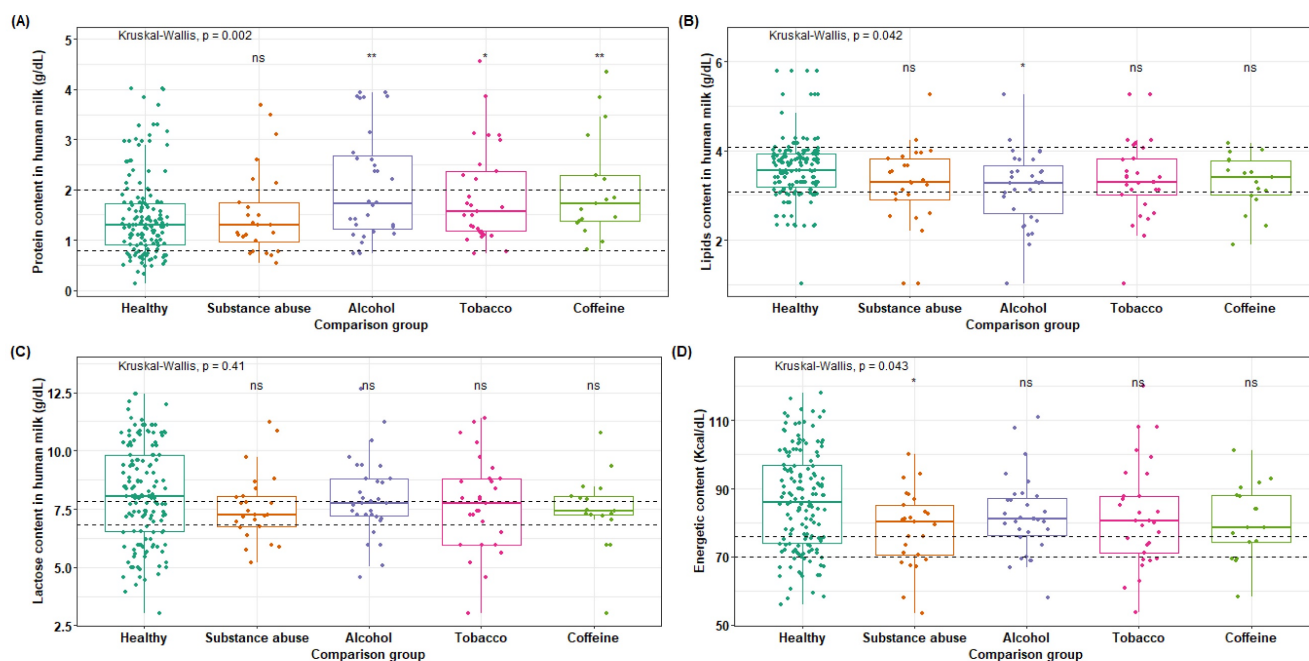 (A)
Kruskal-Wallis, p = 0.002
ns
**
*
**
Protein content in human milk (g/dL)
5
4
3
2
1
0
Healthy
Substance abuse
Alcohol
Tobacco
Coffeine
Comparison group
(B)
Kruskal-Wallis, p = 0.042
ns
*
ns
ns
Lipids content in human milk (g/dL)
6
4
2
Healthy
Substance abuse
Alcohol
Tobacco
Coffeine
Comparison group
(C)
Kruskal-Wallis, p = 0.41
ns
ns
ns
ns
Lactose content in human milk (g/dL)
12.5
10.0
7.5
5.0
2.5
Healthy
Substance abuse
Alcohol
Tobacco
Coffeine
Comparison group
(D)
Kruskal-Wallis, p = 0.043
*
ns
ns
ns
Energetic content (Kcal/dL)
110
90
70
50
Healthy
Substance abuse
Alcohol
Tobacco
Coffeine
Comparison group